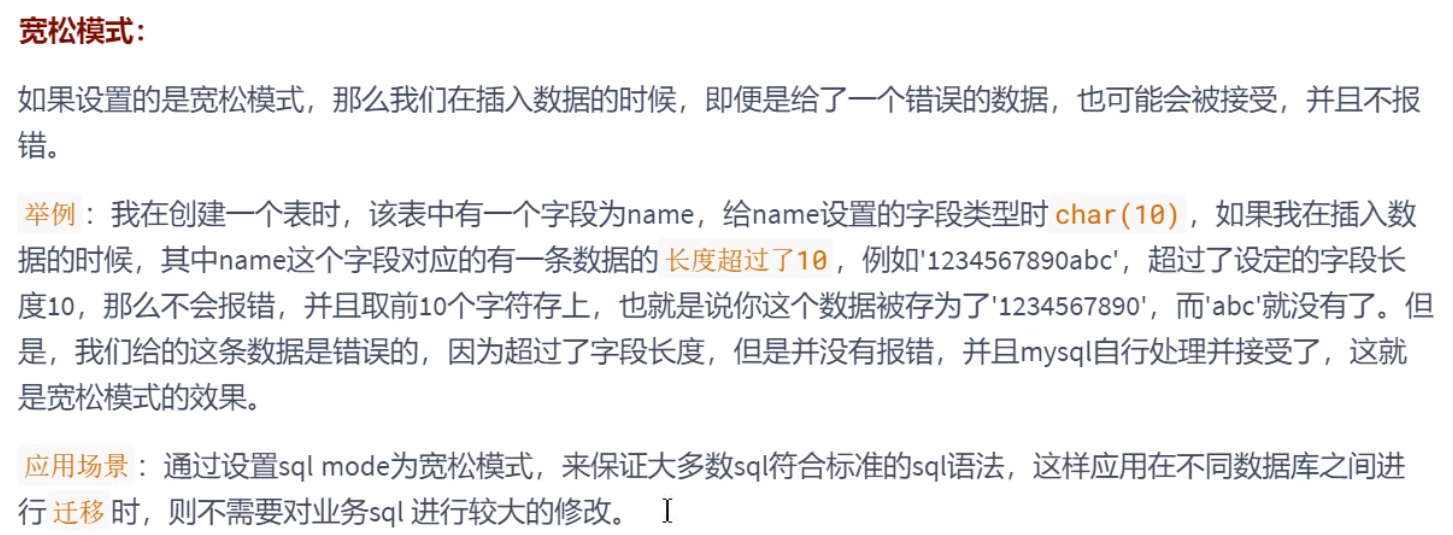 宽松模式：
如果设置的是宽松模式，那么我们在插入数据的时候，即便是给了一个错误的数据，也可能会被接受，并且不报
错。
举例：我在创建一个表时，该表中有一个字段为name，给name设置的字段类型时char(10)，如果我在插入数
据的时候，其中name这个字段对应的有一条数据的长度超过了10，例如'1234567890abc'，超过了设定的字段长
度10，那么不会报错，并且取前10个字符存上，也就是说你这个数据被存为了'1234567890'，而'abc'就没有了。但
是，我们给的这条数据是错误的，因为超过了字段长度，但是并没有报错，并且mysql自行处理并接受了，这就
是宽松模式的效果。
应用场景：通过设置sql mode为宽松模式，来保证大多数sql符合标准的sql语法，这样应用在不同数据库之间进
行迁移时，则不需要对业务sql 进行较大的修改。